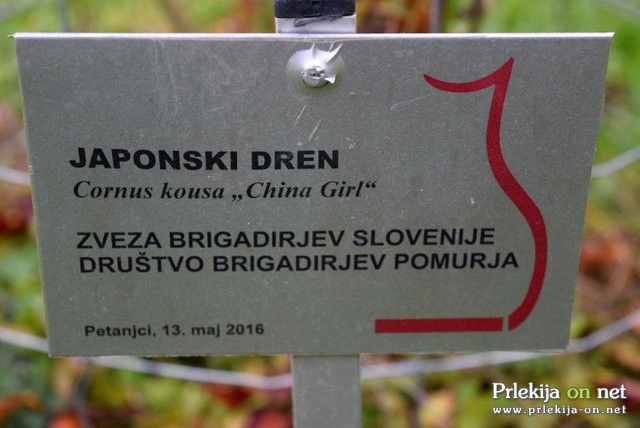 JAPONSKI DREN
Cornus kousa „China Girl“
ZVEZA BRIGADIRJEV SLOVENIJE
DRUŠTVO BRIGADIRJEV POMURJA
Petanjci, 13. maj 2016
Prlekija on net
www.prlekija-on.net